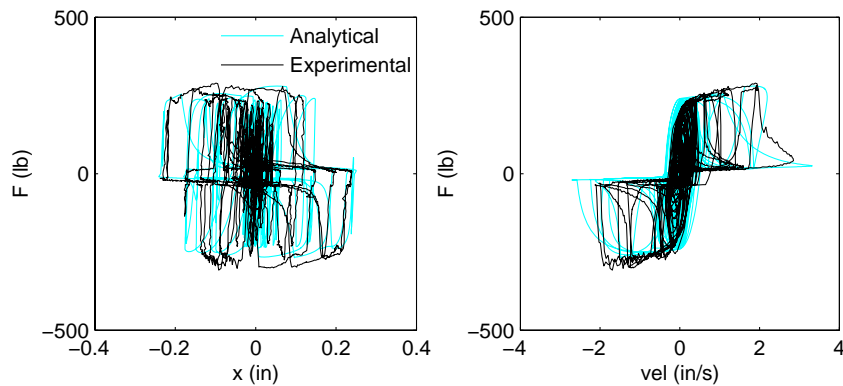 500
0
−500
F (lb)
−0.4
−0.2
0
0.2
0.4
x (in)
Analytical
Experimental
500
0
−500
F (lb)
−4
−2
0
2
4
vel (in/s)